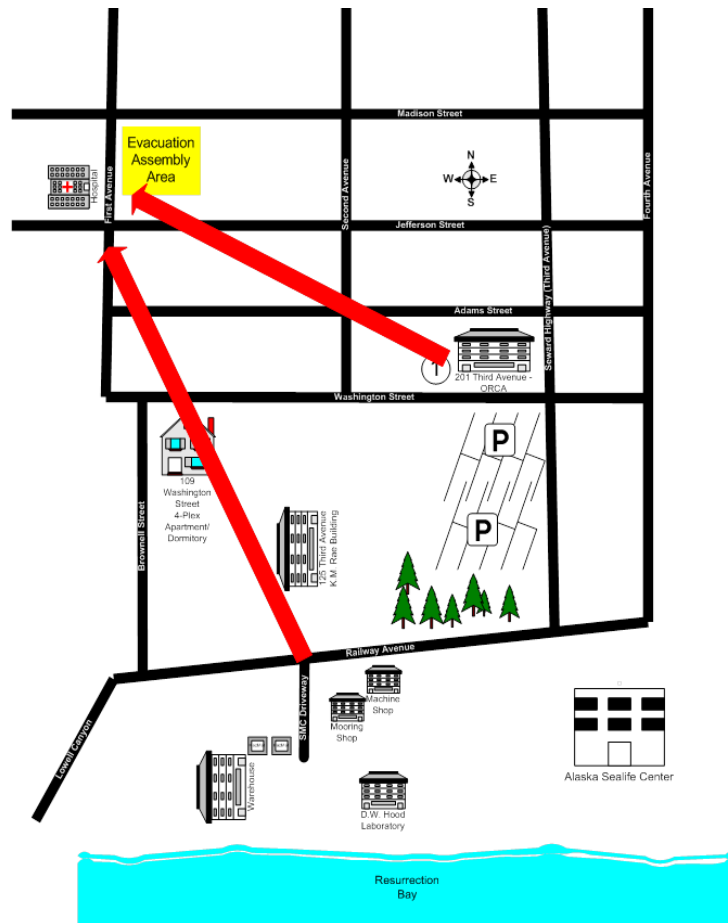 Madison Street
Evacuation
Assembly
Area
Hospital
First Avenue
Second Avenue
N
W
E
S
Fourth Avenue
Jefferson Street
Seward Highway (Third Avenue)
Adams Street
1
201 Third Avenue -
ORCA
Washington Street
P
P
109
Washington
Street
4-Plex
Apartment/
Dormitory
Brownell Street
125 Third Avenue
K.M. Rae Building
Railway Avenue
Lowell Canyon
SMC Driveway
Machine
Shop
Mooring
Shop
Warehouse
D.W. Hood
Laboratory
Alaska Sealife Center
Resurrection
Bay